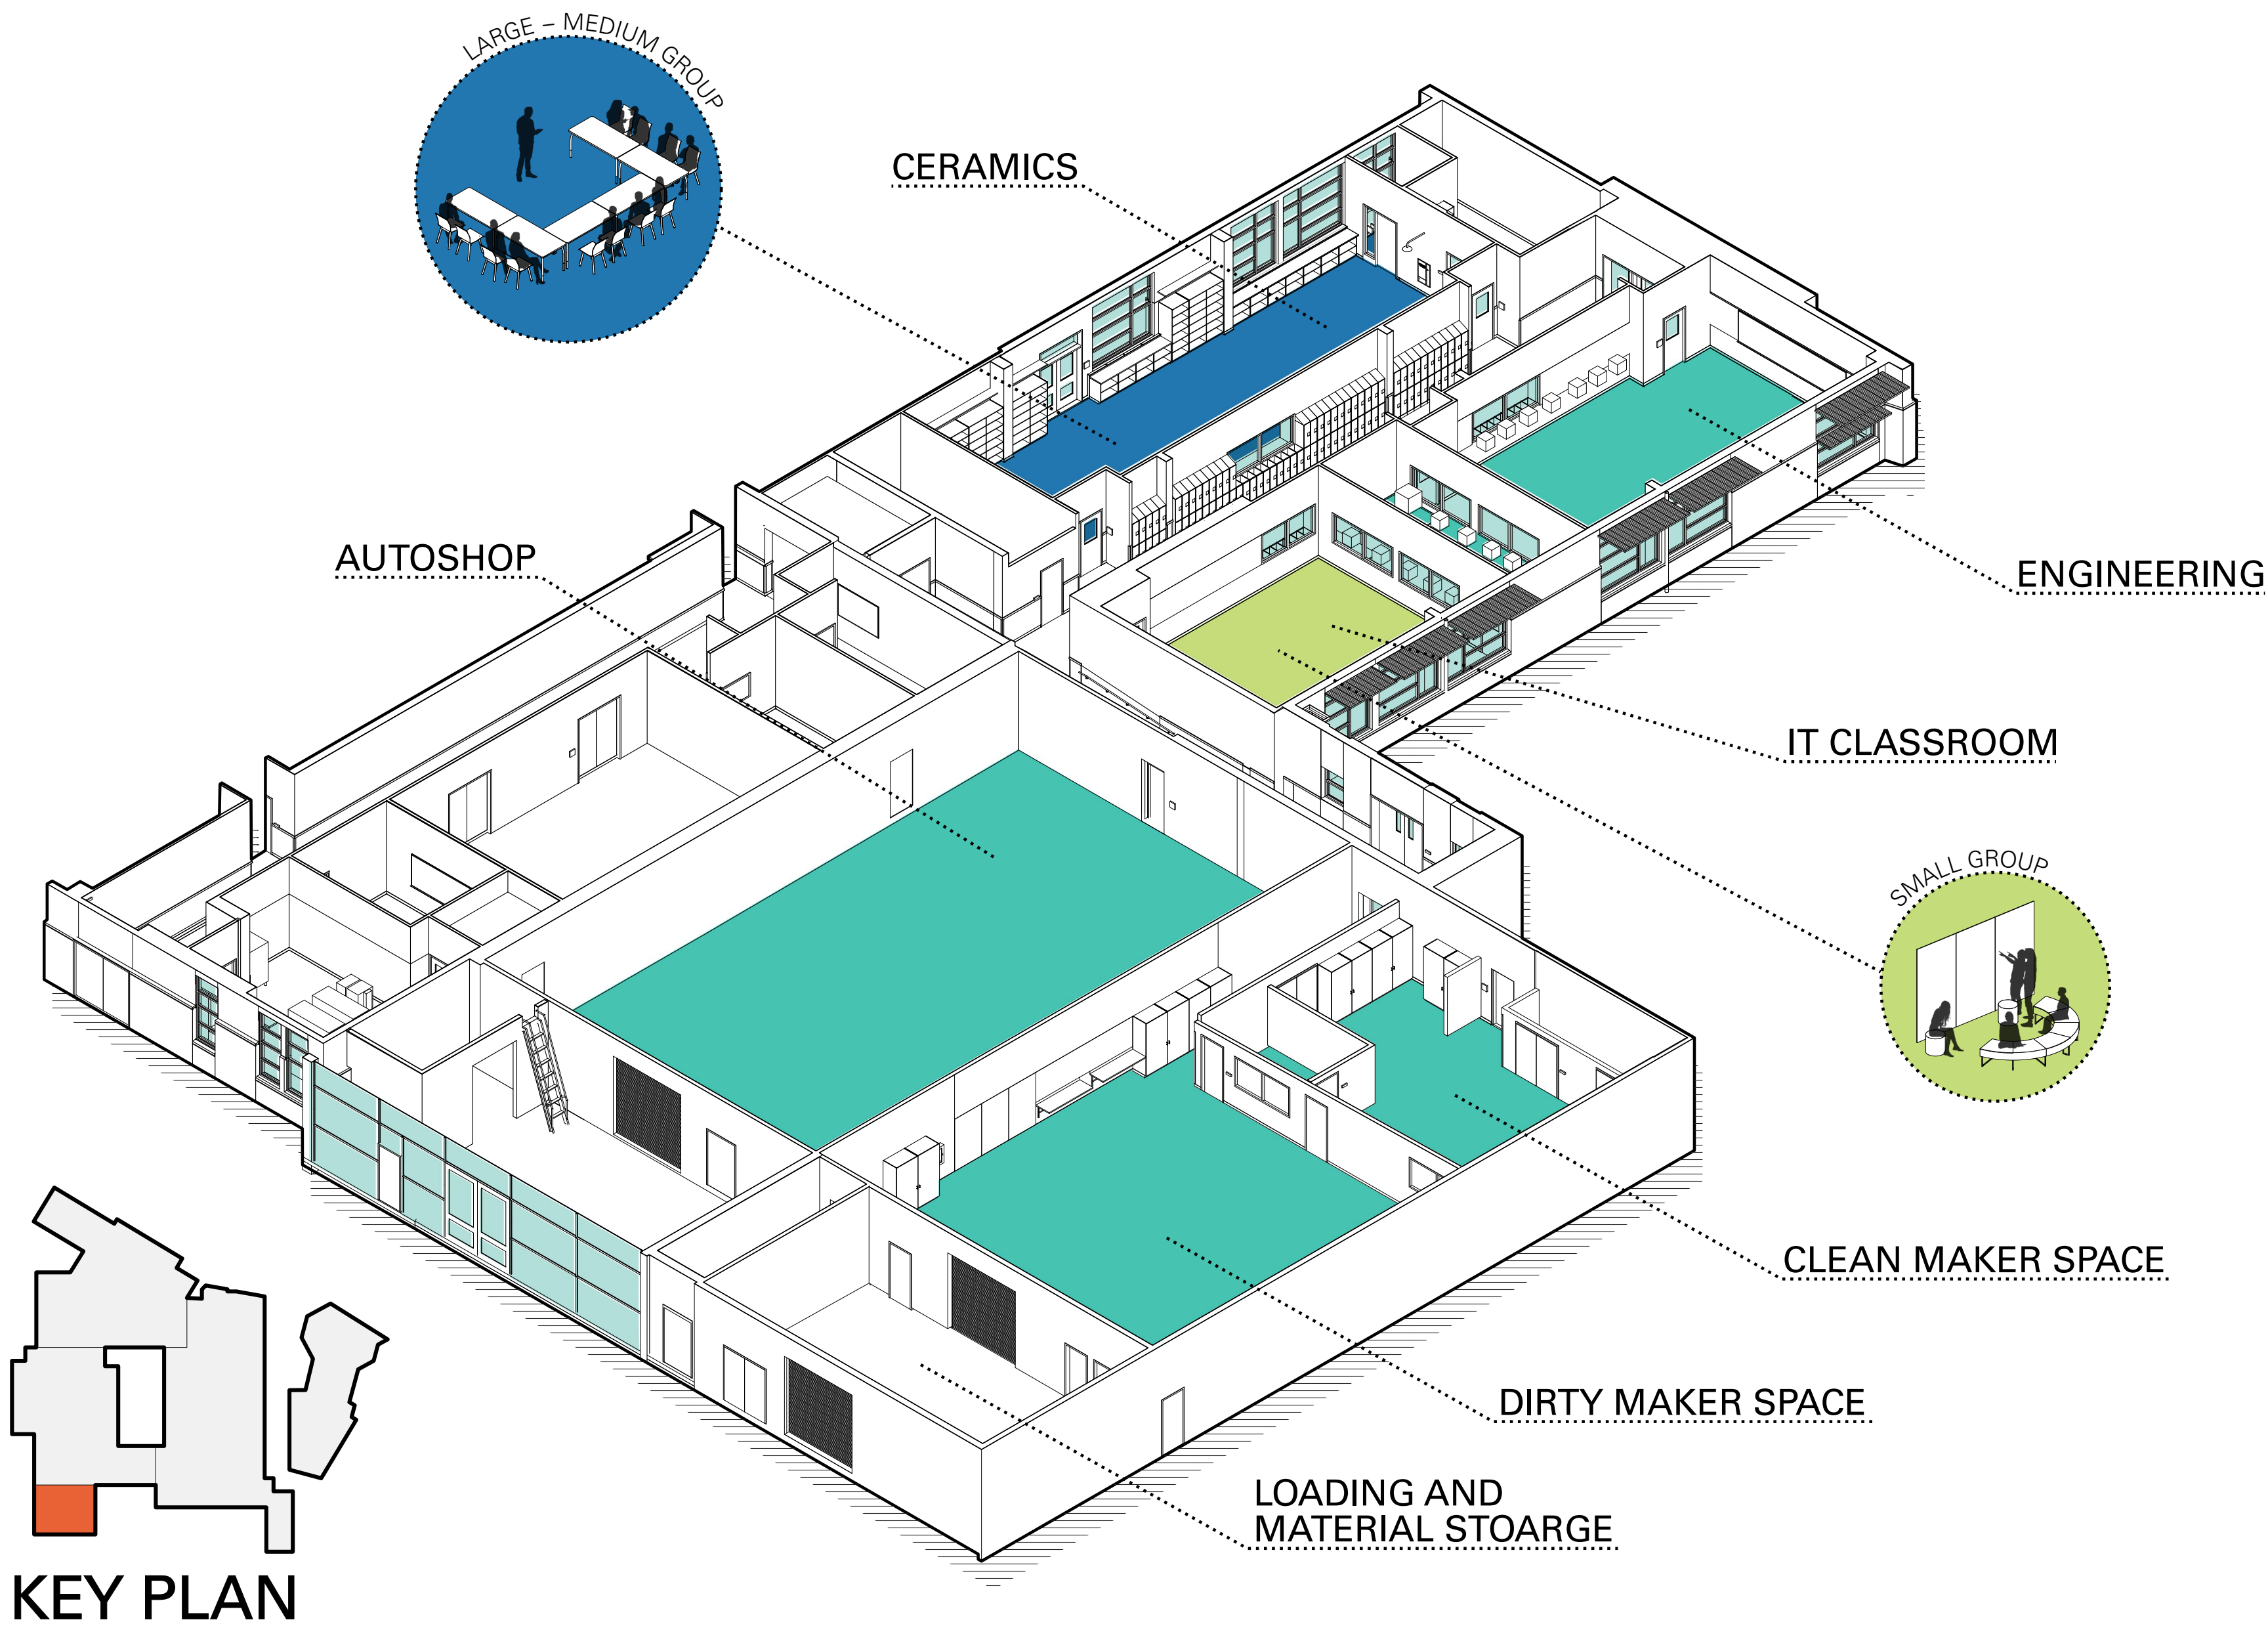 LARGE – MEDIUM GROUP
CERAMICS
AUTOSHOP
ENGINEERING
IT CLASSROOM
SMALL GROUP
CLEAN MAKER SPACE
DIRTY MAKER SPACE
LOADING AND
MATERIAL STOARGE
KEY PLAN